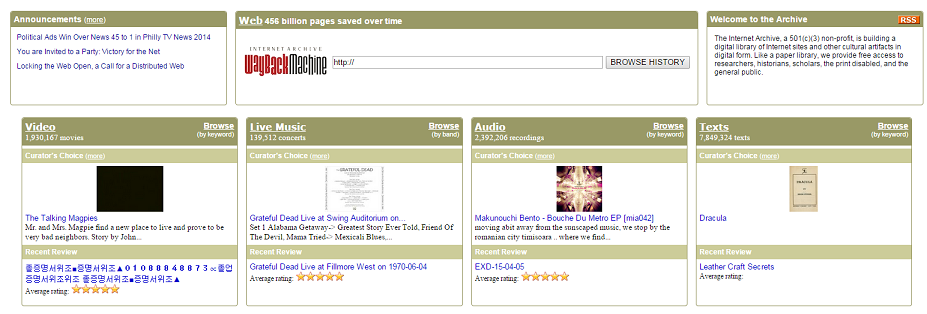 Announcements (more)
Political Ads Win Over News 45 to 1 in Philly TV News 2014
You are Invited to a Party: Victory for the Net
Locking the Web Open, a Call for a Distributed Web
Web 456 billion pages saved over time
INTERNET ARCHIVE
WayBackMachine
http://
BROWSE HISTORY
Welcome to the Archive
RSS
The Internet Archive, a 501(c)(3) non-profit, is building a
digital library of Internet sites and other cultural artifacts in
digital form. Like a paper library, we provide free access to
researchers, historians, scholars, the print disabled, and the
general public.
Video
Browse
1,930,167 movies
(by keyword)
Curator's Choice (more)
The Talking Magpies
Mr. and Mrs. Magpie find a new place to live and prove to be
very bad neighbors. Story by John...
Recent Review
졸증명서위조■증명서위조▲０１０８８８４８８７３ ∝졸업
증명서위조위조 졸증명서위조■증명서위조▲
Average rating:
Live Music
Browse
139,512 concerts
(by band)
Curator's Choice (more)
GRATEFUL DEAD
Grateful Dead Live at Swing Auditorium on...
Set 1 Alabama Getaway-> Greatest Story Ever Told, Friend Of
The Devil, Mama Tried-> Mexicali Blues,...
Recent Review
Grateful Dead Live at Fillmore West on 1970-06-04
Average rating:
Audio
Browse
2,392,206 recordings
(by keyword)
Curator's Choice (more)
Makunouchi Bento - Bouche Du Metro EP [mia042]
moving abit away from the sunscaped music, we stop by the
romanian city timisoara .. where we find...
Recent Review
EXD-15-04-05
Average rating:
Texts
Browse
7,849,324 texts
(by keyword)
Curator's Choice (more)
DRACULA
Dracula
Recent Review
Leather Craft Secrets
Average rating: